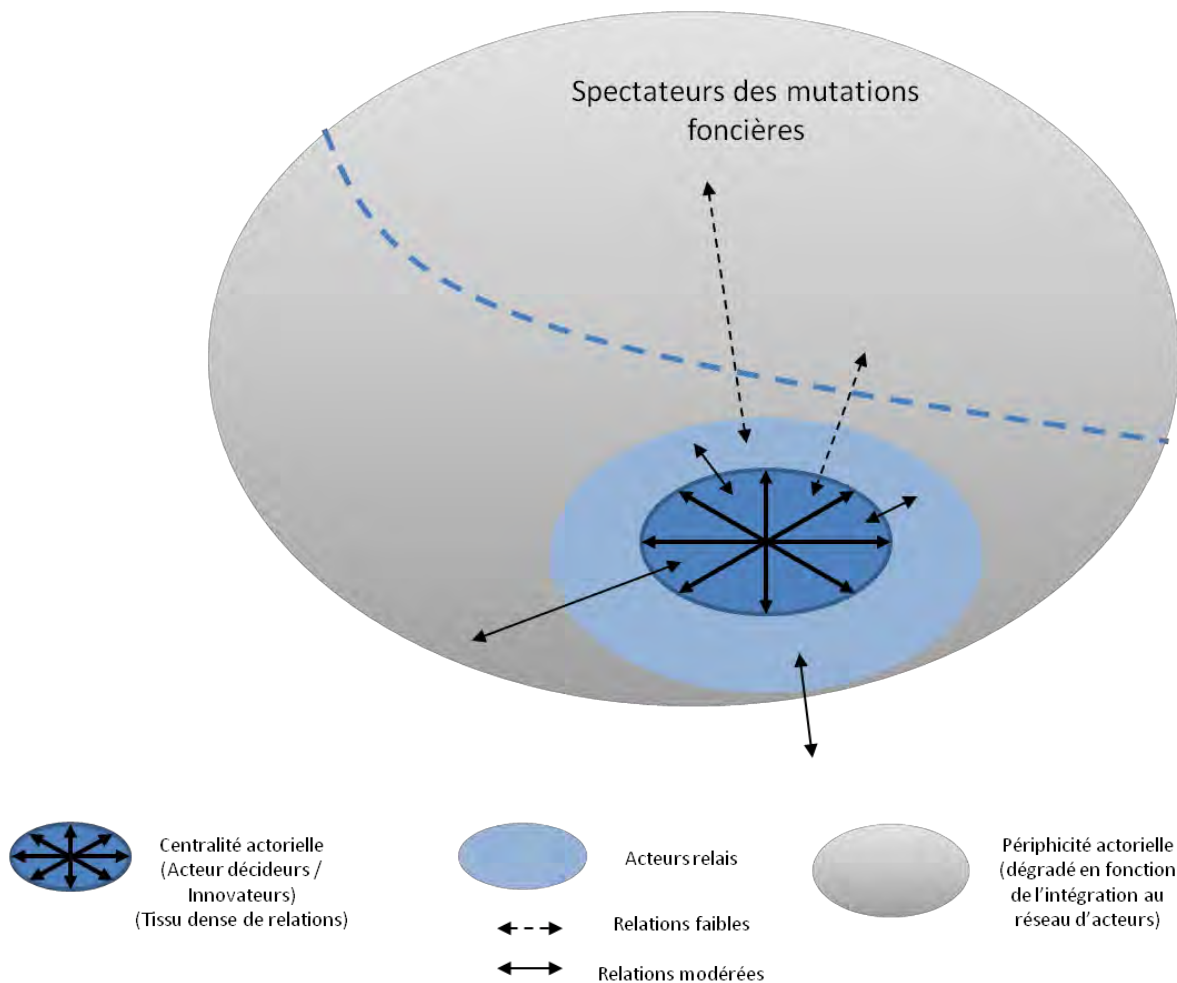 Spectateurs des mutations
foncières
Centralité actorielle
(Acteur décideurs /
Innovateurs)
(Tissu dense de relations)
Acteurs relais
Relations faibles
Relations modérées
Périphicité actorielle
(dégradé en fonction
de l'intégration au
réseau d'acteurs)